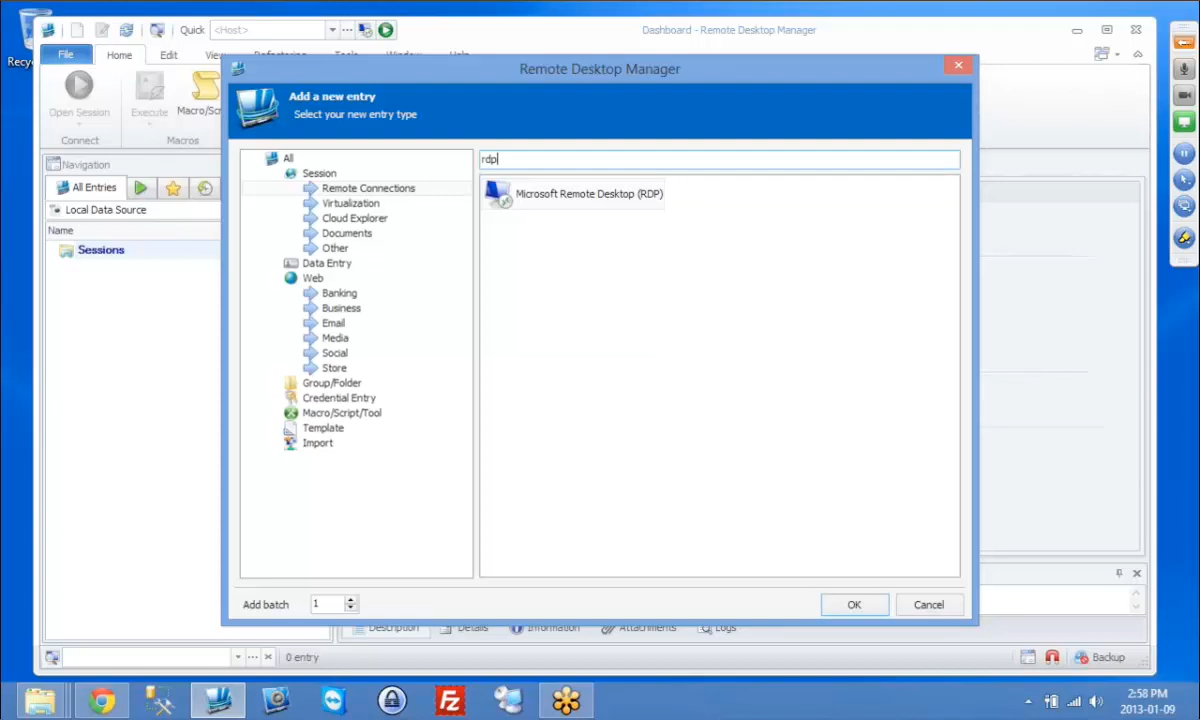 Quick <Host>
Dashboard - Remote Desktop Manager
File Home Edit
Remote Desktop Manager
Add a new entry
Select your new entry type
Open Session
Execute
Connect
Macros
Navigation
All Entries
Local Data Source
Name
Sessions
All
Session
Remote Connections
Virtualization
Cloud Explorer
Documents
Other
Data Entry
Web
Banking
Business
Email
Media
Social
Store
Group/Folder
Credential Entry
Macro/Script/Tool
Template
Import
rdp
Microsoft Remote Desktop (RDP)
Add batch 1
OK Cancel
Description Details Information Attachments Logs
0 entry
Backup
2:58 PM
2013-01-09